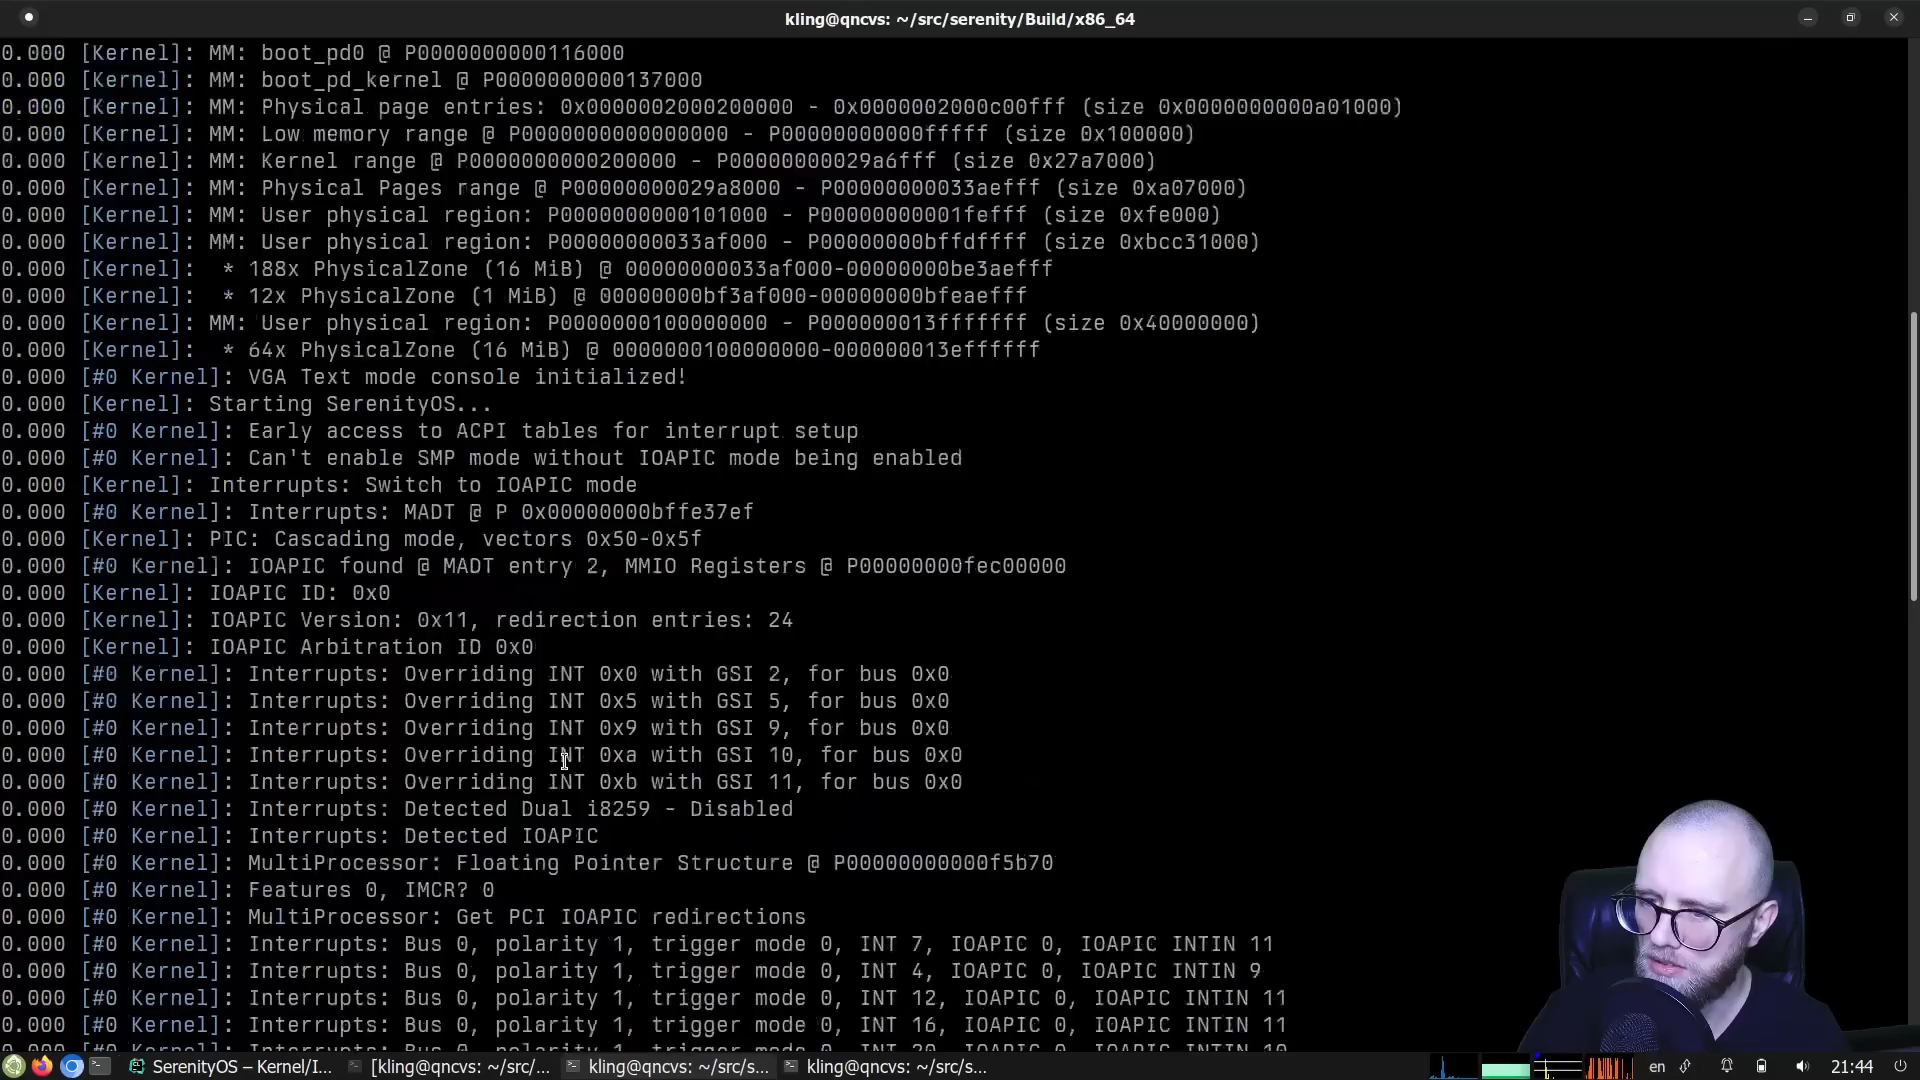 kling@qncvs: ~/src/serenity/Build/x86_64
0.000 [Kernel]: MM: boot_pd0 @ P0000000000116000
0.000 [Kernel]: MM: boot_pd_kernel @ P0000000000137000
0.000 [Kernel]: MM: Physical page entries: 0x0000002000200000 - 0x0000002000c00fff (size 0x0000000000a01000)
0.000 [Kernel]: MM: Low memory range @ P0000000000000000 - P00000000000fffff (size 0x100000)
0.000 [Kernel]: MM: Kernel range @ P0000000000200000 - P00000000029a6fff (size 0x27a7000)
0.000 [Kernel]: MM: Physical Pages range @ P00000000029a8000 - P00000000033aefff (size 0xa07000)
0.000 [Kernel]: MM: User physical region: P0000000000101000 - P00000000001fefff (size 0xfe000)
0.000 [Kernel]: MM: User physical region: P00000000033af000 - P00000000bffdffff (size 0xbcc31000)
0.000 [Kernel]:  * 188x PhysicalZone (16 MiB) @ 00000000033af000-00000000be3aefff
0.000 [Kernel]:  * 12x PhysicalZone (1 MiB) @ 00000000bf3af000-00000000bfeaefff
0.000 [Kernel]: MM: User physical region: P0000000100000000 - P000000013fffffff (size 0x40000000)
0.000 [Kernel]:  * 64x PhysicalZone (16 MiB) @ 0000000100000000-000000013effffff
0.000 [#0 Kernel]: VGA Text mode console initialized!
0.000 [Kernel]: Starting SerenityOS...
0.000 [#0 Kernel]: Early access to ACPI tables for interrupt setup
0.000 [#0 Kernel]: Can't enable SMP mode without IOAPIC mode being enabled
0.000 [Kernel]: Interrupts: Switch to IOAPIC mode
0.000 [#0 Kernel]: Interrupts: MADT @ P 0x00000000bffe37ef
0.000 [Kernel]: PIC: Cascading mode, vectors 0x50-0x5f
0.000 [#0 Kernel]: IOAPIC found @ MADT entry 2, MMIO Registers @ P00000000fec00000
0.000 [Kernel]: IOAPIC ID: 0x0
0.000 [Kernel]: IOAPIC Version: 0x11, redirection entries: 24
0.000 [Kernel]: IOAPIC Arbitration ID 0x0
0.000 [#0 Kernel]: Interrupts: Overriding INT 0x0 with GSI 2, for bus 0x0
0.000 [#0 Kernel]: Interrupts: Overriding INT 0x5 with GSI 5, for bus 0x0
0.000 [#0 Kernel]: Interrupts: Overriding INT 0x9 with GSI 9, for bus 0x0
0.000 [#0 Kernel]: Interrupts: Overriding INT 0xa with GSI 10, for bus 0x0
0.000 [#0 Kernel]: Interrupts: Overriding INT 0xb with GSI 11, for bus 0x0
0.000 [#0 Kernel]: Interrupts: Detected Dual i8259 - Disabled
0.000 [#0 Kernel]: Interrupts: Detected IOAPIC
0.000 [#0 Kernel]: MultiProcessor: Floating Pointer Structure @ P00000000000f5b70
0.000 [#0 Kernel]: Features 0, IMCR? 0
0.000 [#0 Kernel]: MultiProcessor: Get PCI IOAPIC redirections
0.000 [#0 Kernel]: Interrupts: Bus 0, polarity 1, trigger mode 0, INT 7, IOAPIC 0, IOAPIC INTIN 11
0.000 [#0 Kernel]: Interrupts: Bus 0, polarity 1, trigger mode 0, INT 4, IOAPIC 0, IOAPIC INTIN 9
0.000 [#0 Kernel]: Interrupts: Bus 0, polarity 1, trigger mode 0, INT 12, IOAPIC 0, IOAPIC INTIN 11
0.000 [#0 Kernel]: Interrupts: Bus 0, polarity 1, trigger mode 0, INT 16, IOAPIC 0, IOAPIC INTIN 11
SerenityOS – Kernel/I... [kling@qncvs: ~/src/... kling@qncvs: ~/src/s... kling@qncvs: ~/src/s... en 21:44